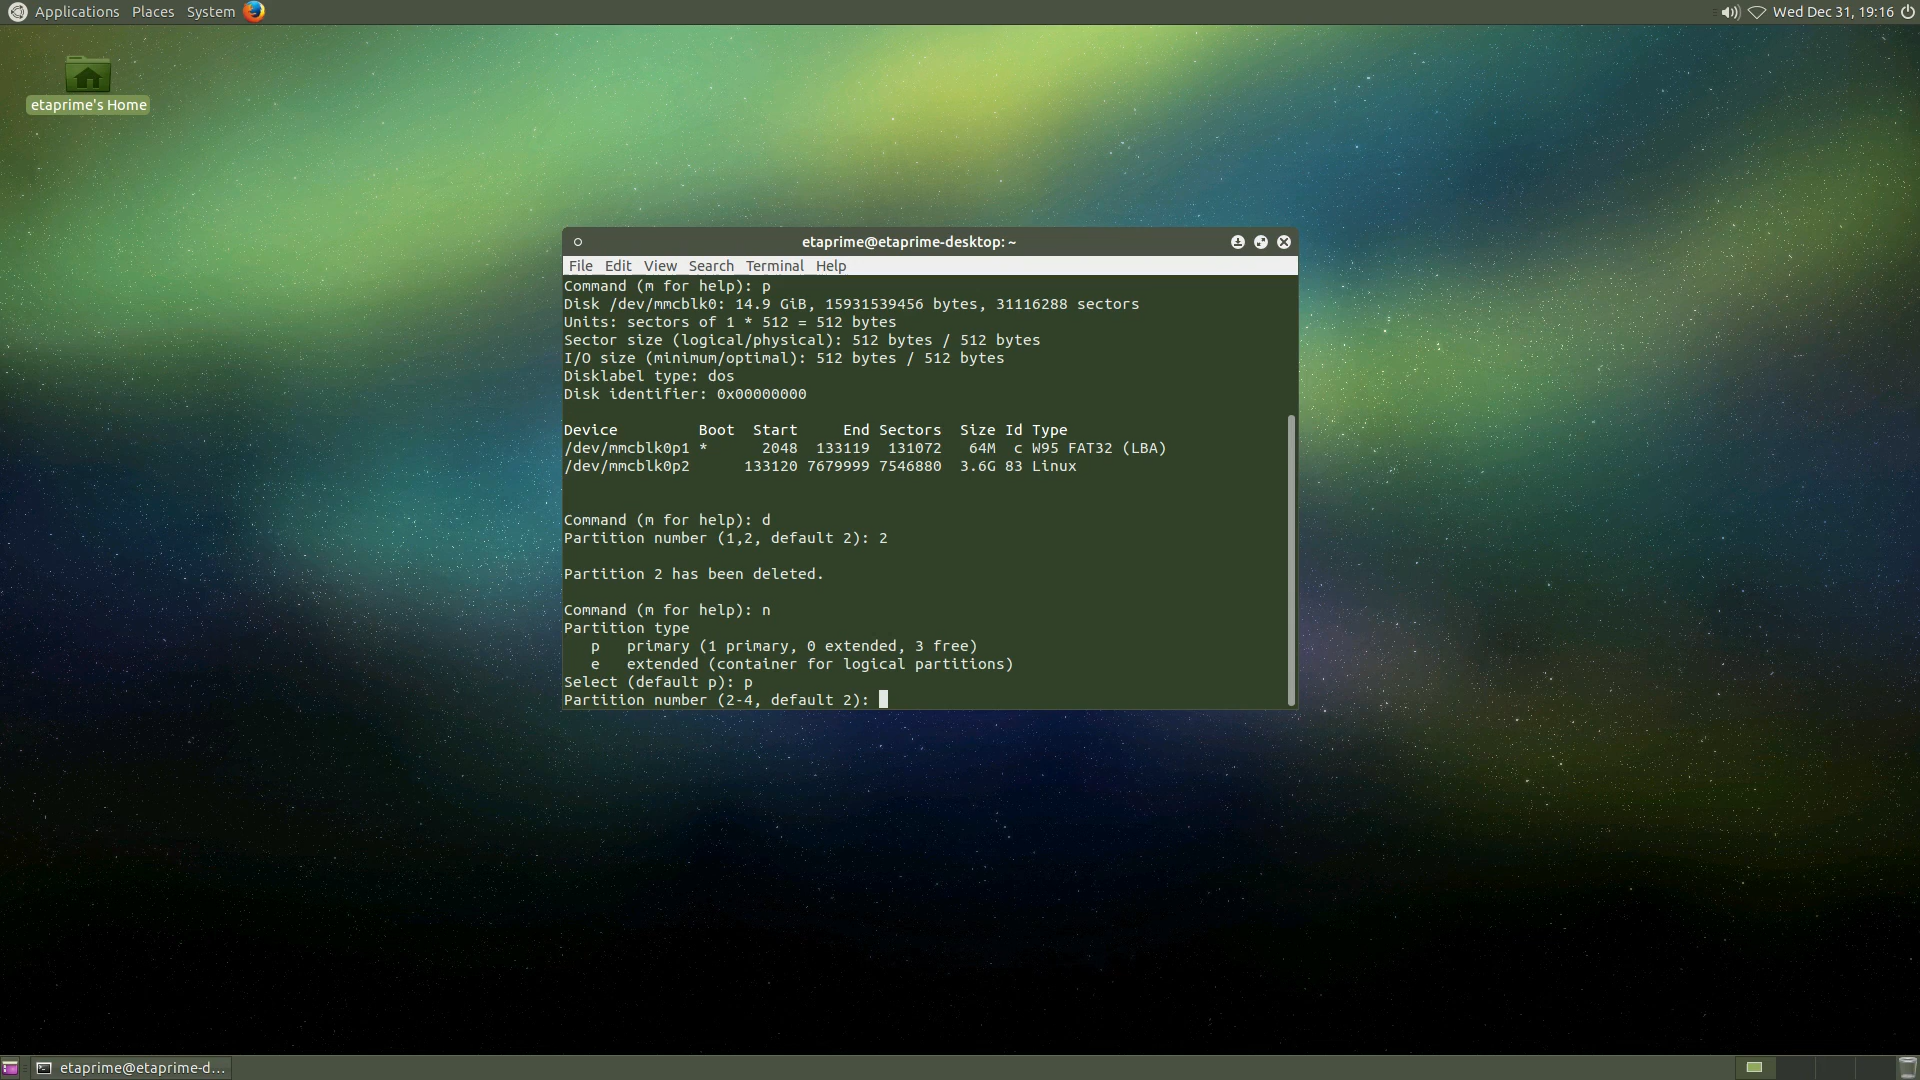 Applications Places System
Wed Dec 31, 19:16
etaprime's Home
etaprime@etaprime-desktop: ~
File Edit View Search Terminal Help
Command (m for help): p
Disk /dev/mmcblk0: 14.9 GiB, 15931539456 bytes, 31116288 sectors
Units: sectors of 1 * 512 = 512 bytes
Sector size (logical/physical): 512 bytes / 512 bytes
I/O size (minimum/optimal): 512 bytes / 512 bytes
Disklabel type: dos
Disk identifier: 0x00000000
Device         Boot  Start     End Sectors  Size Id Type
/dev/mmcblk0p1 *      2048  133119  131072   64M  c W95 FAT32 (LBA)
/dev/mmcblk0p2      133120 7679999 7546880  3.6G 83 Linux
Command (m for help): d
Partition number (1,2, default 2): 2
Partition 2 has been deleted.
Command (m for help): n
Partition type
   p   primary (1 primary, 0 extended, 3 free)
   e   extended (container for logical partitions)
Select (default p): p
Partition number (2-4, default 2):
etaprime@etaprime-d...